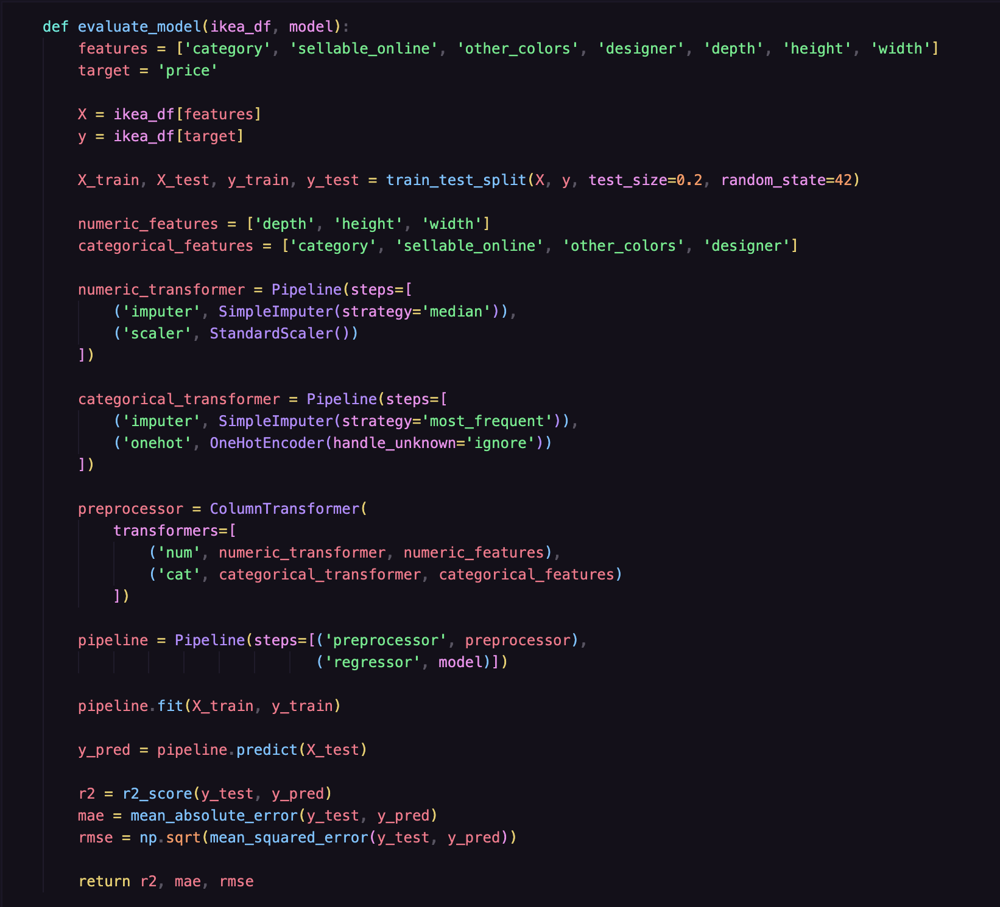 def evaluate_model(ikea_df, model):
    features = ['category', 'sellable_online', 'other_colors', 'designer', 'depth', 'height', 'width']
    target = 'price'

    X = ikea_df[features]
    y = ikea_df[target]

    X_train, X_test, y_train, y_test = train_test_split(X, y, test_size=0.2, random_state=42)

    numeric_features = ['depth', 'height', 'width']
    categorical_features = ['category', 'sellable_online', 'other_colors', 'designer']

    numeric_transformer = Pipeline(steps=[
        ('imputer', SimpleImputer(strategy='median')),
        ('scaler', StandardScaler())
    ])

    categorical_transformer = Pipeline(steps=[
        ('imputer', SimpleImputer(strategy='most_frequent')),
        ('onehot', OneHotEncoder(handle_unknown='ignore'))
    ])

    preprocessor = ColumnTransformer(
        transformers=[
            ('num', numeric_transformer, numeric_features),
            ('cat', categorical_transformer, categorical_features)
        ])

    pipeline = Pipeline(steps=[('preprocessor', preprocessor),
                               ('regressor', model)])

    pipeline.fit(X_train, y_train)

    y_pred = pipeline.predict(X_test)

    r2 = r2_score(y_test, y_pred)
    mae = mean_absolute_error(y_test, y_pred)
    rmse = np.sqrt(mean_squared_error(y_test, y_pred))

    return r2, mae, rmse